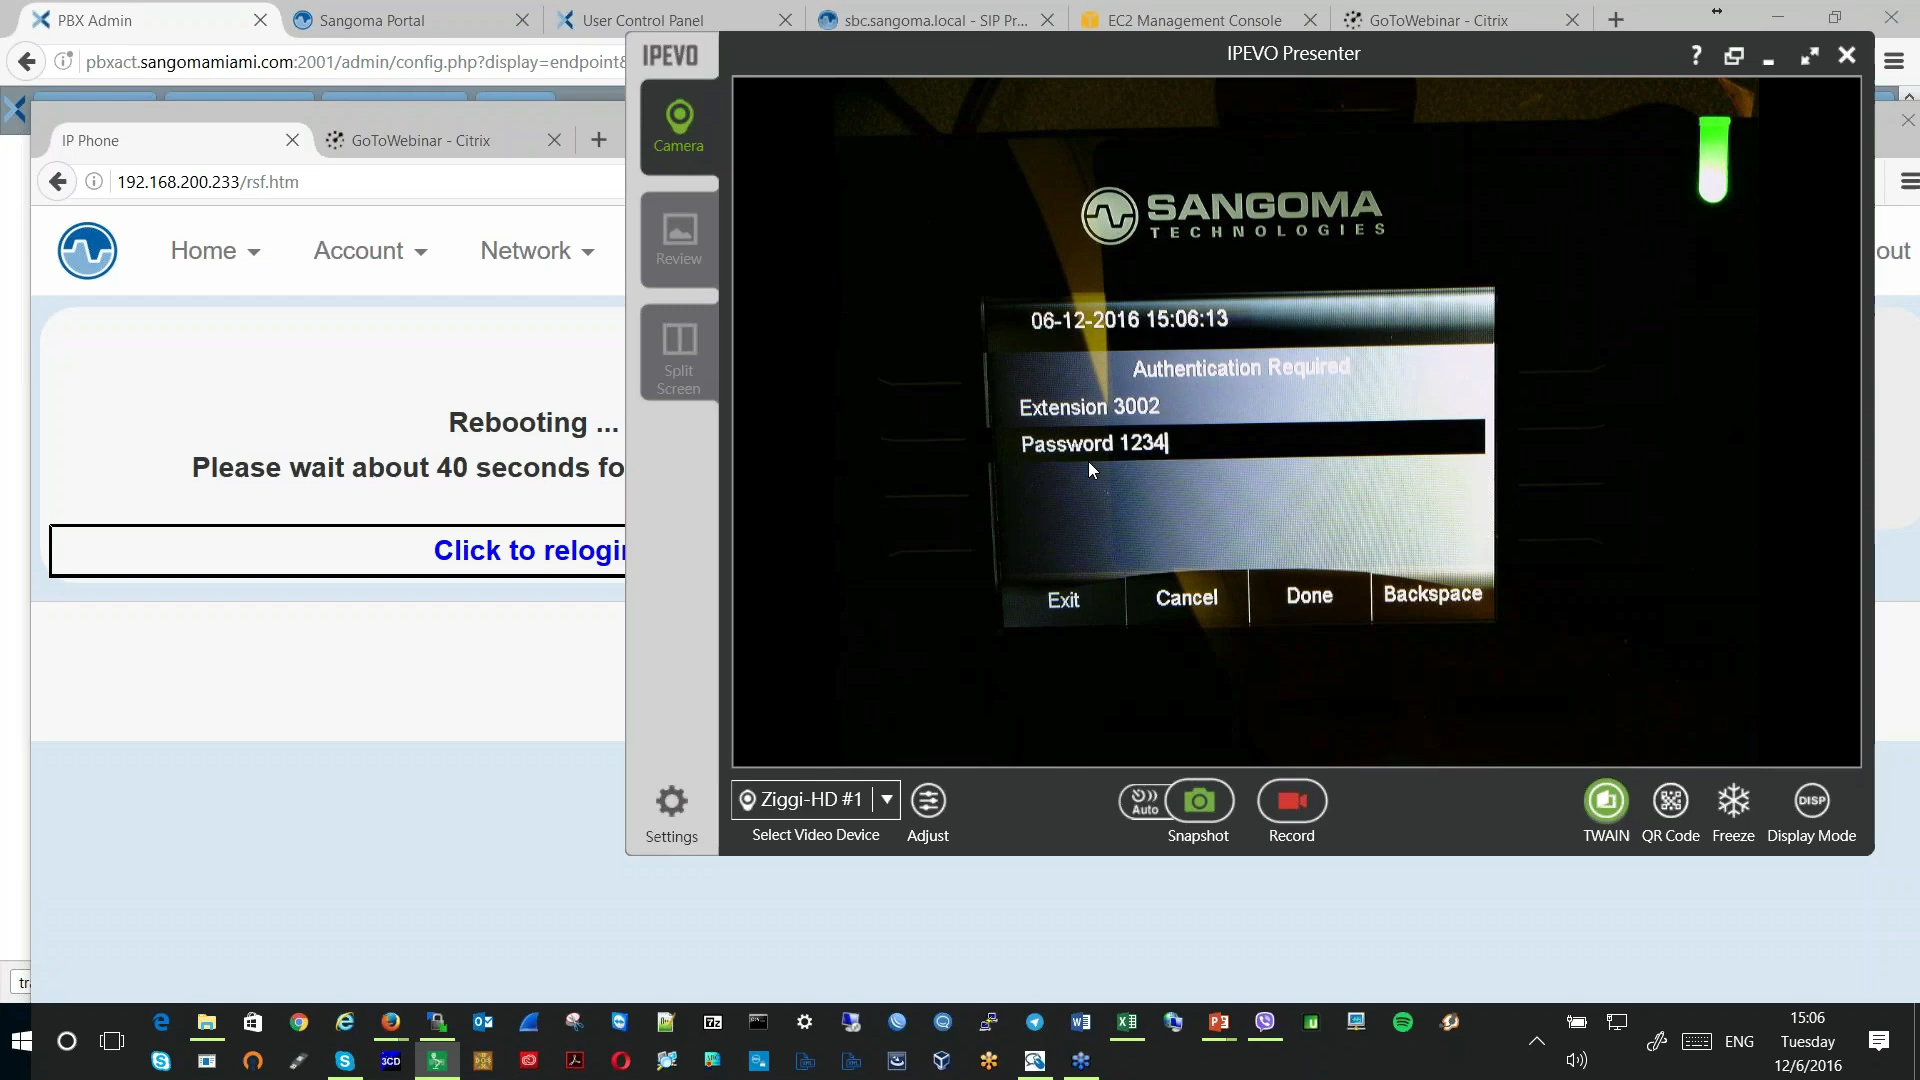 PBX Admin
Sangoma Portal
User Control Panel
sbc.sangoma.local - SIP Pr...
EC2 Management Console
GoToWebinar - Citrix
pbxact.sangomamiami.com:2001/admin/config.php?display=endpoint&
IP Phone
GoToWebinar - Citrix
192.168.200.233/rsf.htm
Home
Account
Network
out
Rebooting ...
Please wait about 40 seconds fo
Click to relogi
IPEVO
IPEVO Presenter
?
Camera
Review
Split
Screen
Settings
SANGOMA
TECHNOLOGIES
06-12-2016 15:06:13
Authentication Required
Extension 3002
Password 1234
Exit
Cancel
Done
Backspace
Ziggi-HD #1
Select Video Device
Adjust
Auto
Snapshot
Record
TWAIN
QR Code
Freeze
DISP
Display Mode
7z
3CD
ENG
15:06
Tuesday
12/6/2016